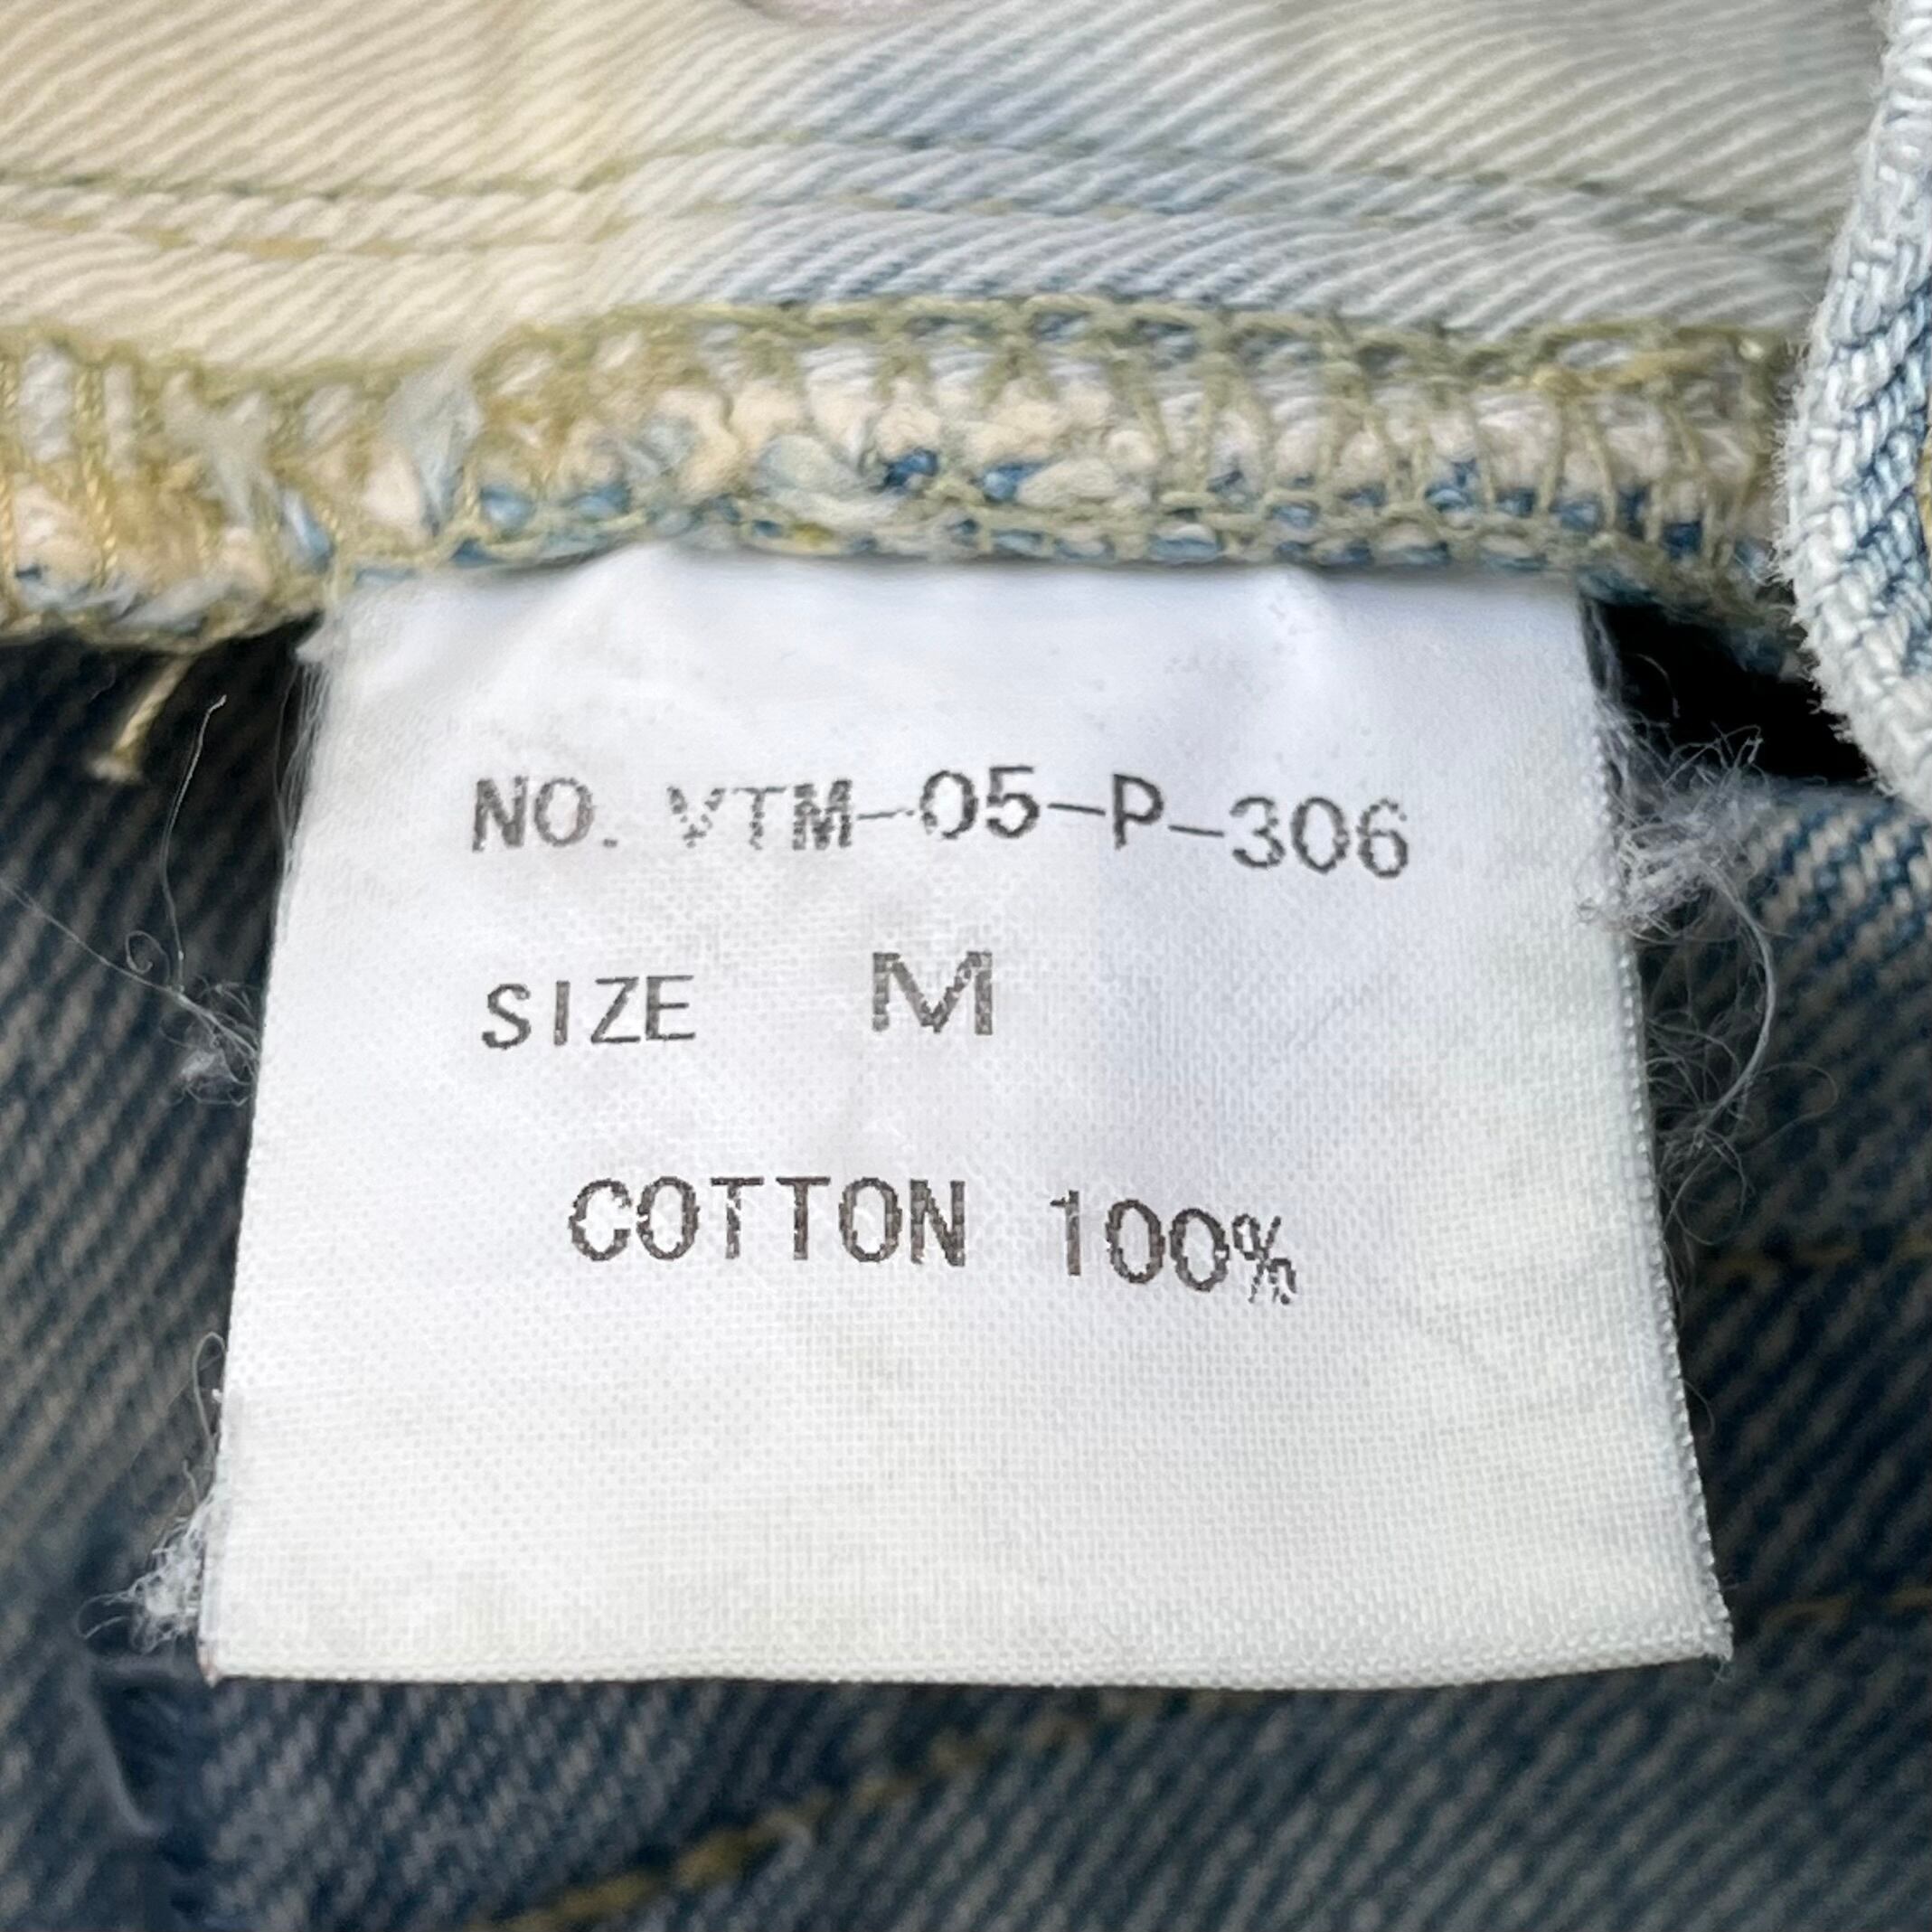 NO. VTM-05-P-306
SIZE M
COTTON 100%